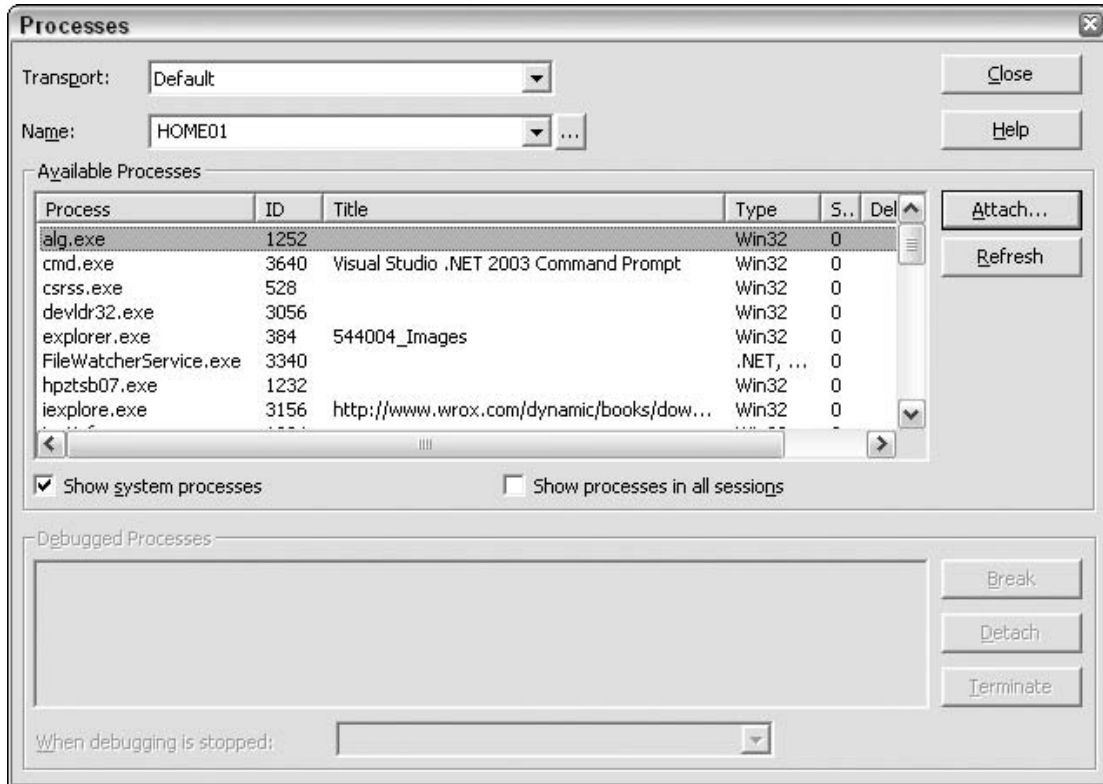 Processes
Transport: Default
Close
Name: HOME01 ...
Help
Available Processes
Process ID Title Type S.. Del
Attach...
alg.exe 1252 Win32 0
cmd.exe 3640 Visual Studio .NET 2003 Command Prompt Win32 0
Refresh
csrss.exe 528 Win32 0
devldr32.exe 3056 Win32 0
explorer.exe 384 544004_Images Win32 0
FileWatcherService.exe 3340 .NET, ... 0
hpztsb07.exe 1232 Win32 0
iexplore.exe 3156 http://www.wrox.com/dynamic/books/dow... Win32 0
Show system processes Show processes in all sessions
Debugged Processes
Break
Detach
Terminate
When debugging is stopped: